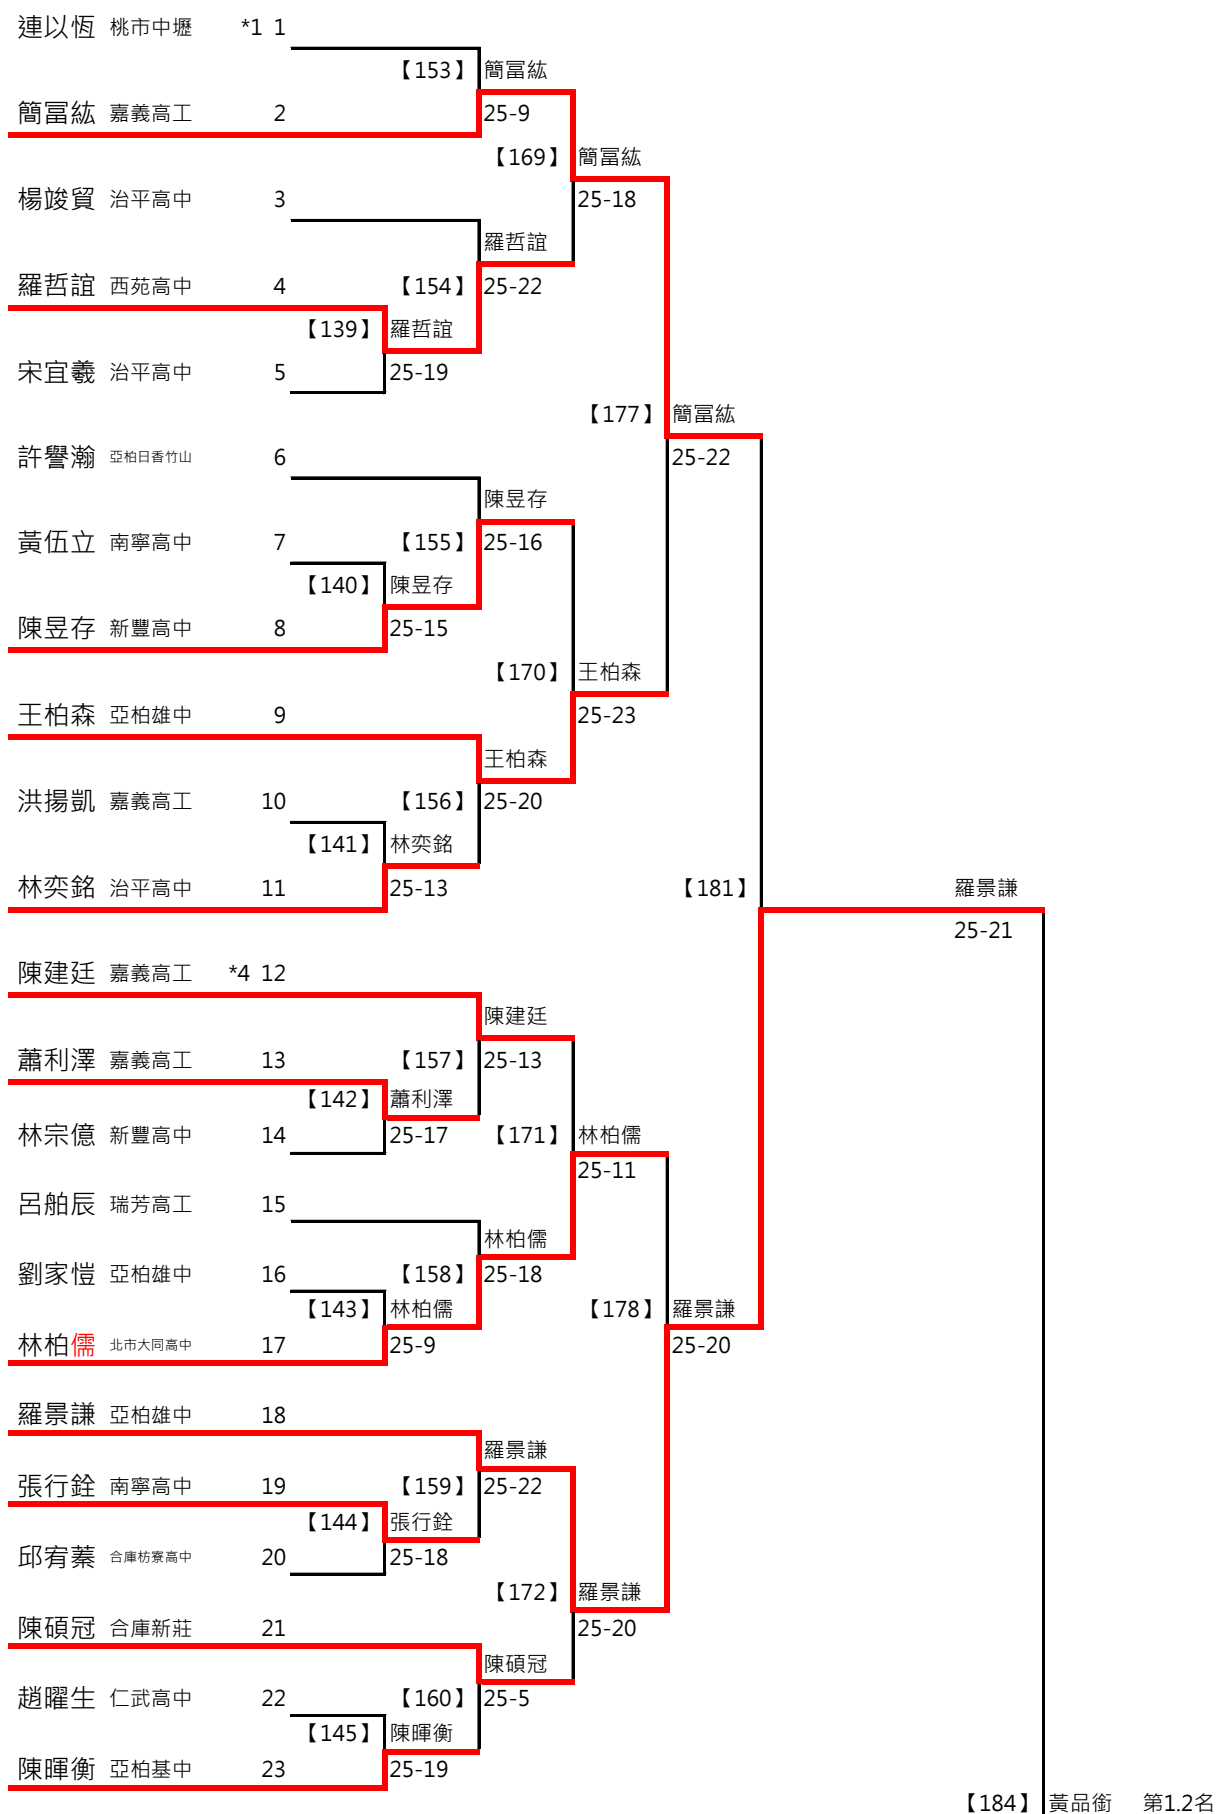 連以恆 桃市中壢 *1 1
【153】 簡冨紘
簡冨紘 嘉義高工 2 25-9
【169】 簡冨紘
楊竣貿 治平高中 3 25-18
羅哲誼
羅哲誼 西苑高中 4 【154】 25-22
【139】 羅哲誼
宋宜羲 治平高中 5 25-19
【177】 簡冨紘
許譽瀚 亞柏日香竹山 6 25-22
陳昱存
黃伍立 南寧高中 7 【155】 25-16
【140】 陳昱存
陳昱存 新豐高中 8 25-15
【170】 王柏森
王柏森 亞柏雄中 9 25-23
王柏森
洪揚凱 嘉義高工 10 【156】 25-20
【141】 林奕銘
林奕銘 治平高中 11 25-13 【181】 羅景謙
25-21
陳建廷 嘉義高工 *4 12
陳建廷
蕭利澤 嘉義高工 13 【157】 25-13
【142】 蕭利澤
林宗億 新豐高中 14 25-17 【171】 林柏儒
25-11
呂舶辰 瑞芳高工 15
林柏儒
劉家愷 亞柏雄中 16 【158】 25-18
【143】 林柏儒 【178】 羅景謙
林柏儒 北市大同高中 17 25-9 25-20
羅景謙 亞柏雄中 18
羅景謙
張行銓 南寧高中 19 【159】 25-22
【144】 張行銓
邱宥蓁 合庫枋寮高中 20 25-18
【172】 羅景謙
陳碩冠 合庫新莊 21 25-20
陳碩冠
趙曜生 仁武高中 22 【160】 25-5
【145】 陳暉衡
陳暉衡 亞柏基中 23 25-19
【184】 黃品銜 第1.2名